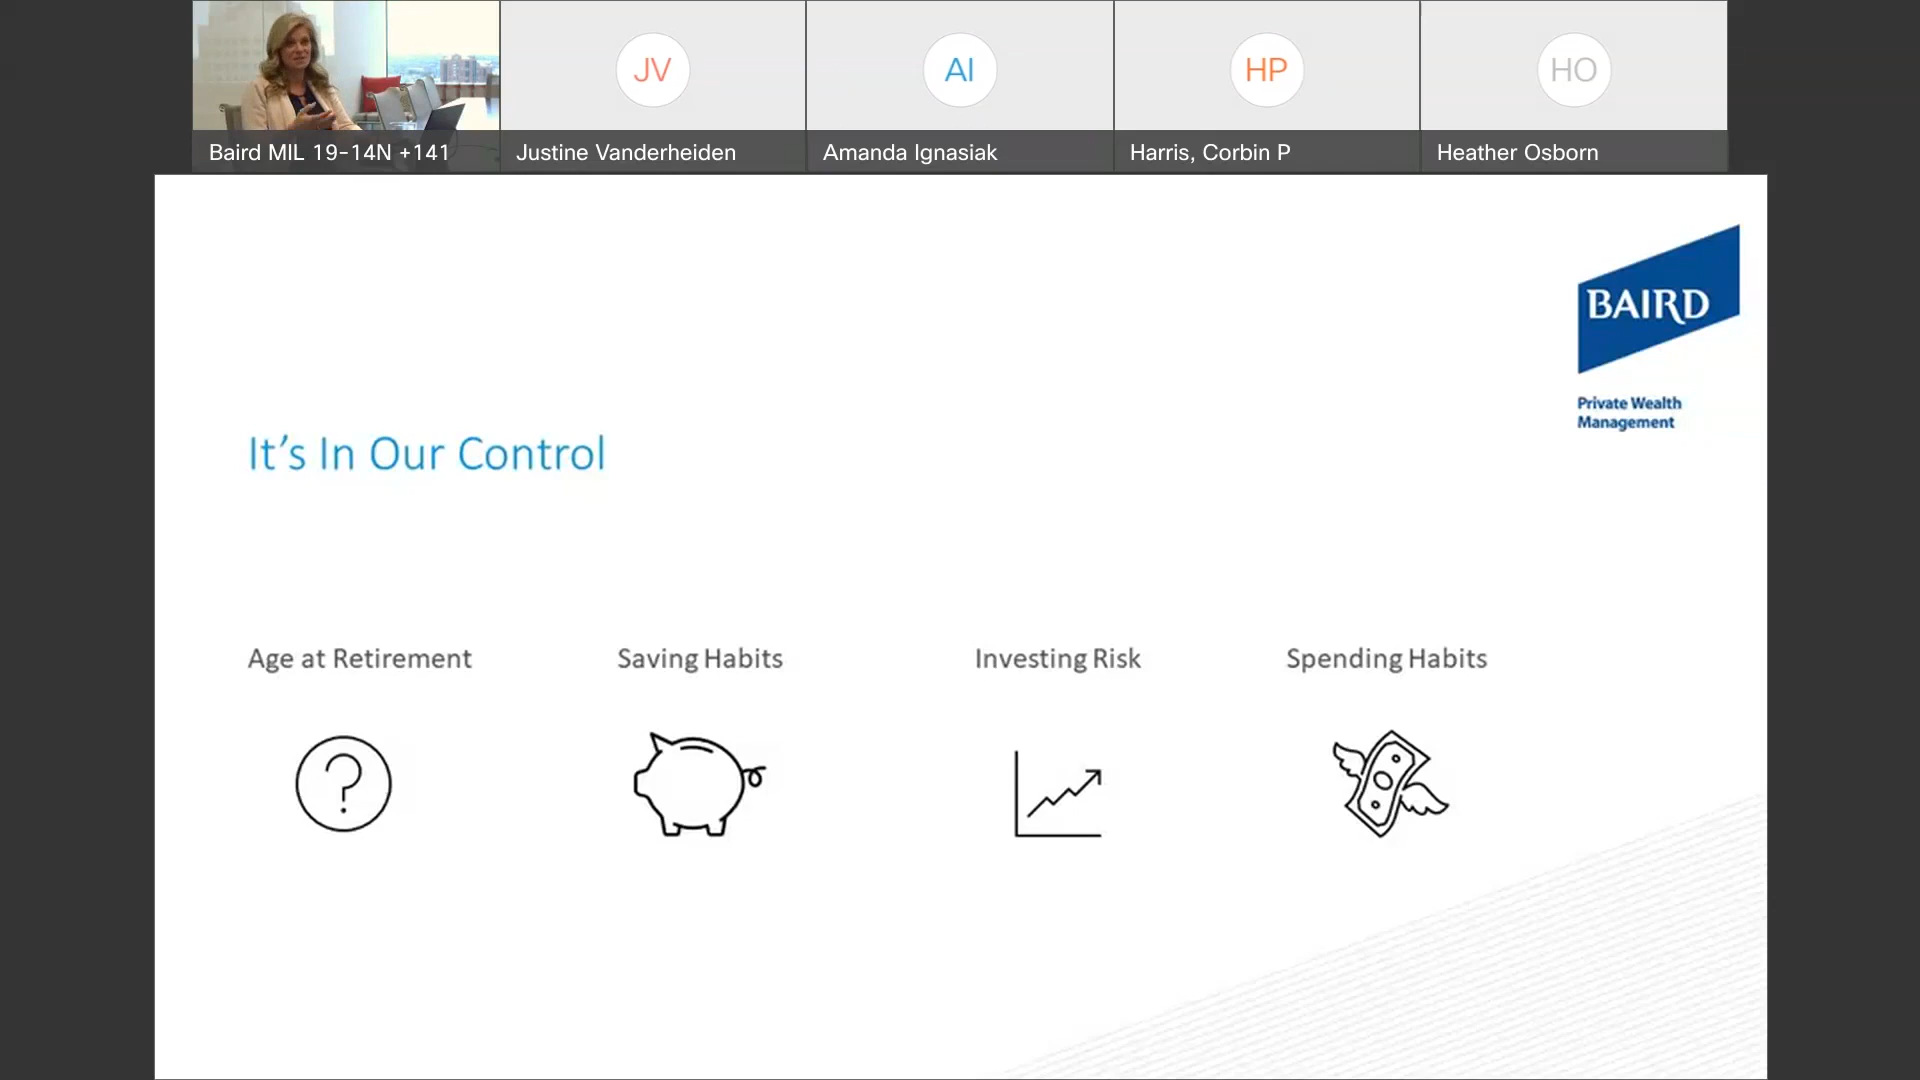 JV
AI
HP
HO
Baird MIL 19-14N +141
Justine Vanderheiden
Amanda Ignasiak
Harris, Corbin P
Heather Osborn
BAIRD
Private Wealth
Management
It's In Our Control
Age at Retirement
Saving Habits
Investing Risk
Spending Habits
?